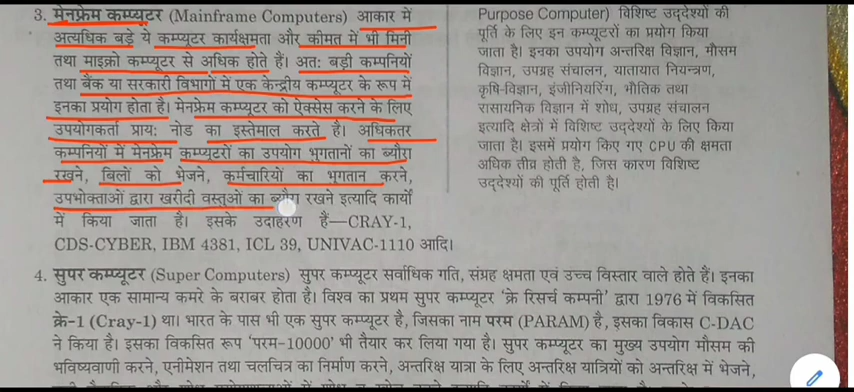 3. मेनफ्रेम कम्प्यूटर (Mainframe Computers) आकार में
अत्यधिक बड़े ये कम्प्यूटर कार्यक्षमता और कीमत में भी मिनी
तथा माइक्रो कम्प्यूटर से अधिक होते हैं। अतः बड़ी कम्पनियों
तथा बैंक या सरकारी विभागों में एक केन्द्रीय कम्प्यूटर के रूप में
इनका प्रयोग होता है। मेनफ्रेम कम्प्यूटर को ऐक्सेस करने के लिए
उपयोगकर्ता प्रायः नोड का इस्तेमाल करते है। अधिकतर
कम्पनियों में मेनफ्रेम कम्प्यूटरों का उपयोग भुगतानों का ब्यौरा
रखने, बिलों को भेजने, कर्मचारियों का भुगतान करने,
उपभोक्ताओं द्वारा खरीदी वस्तुओं का ब्यौरा रखने इत्यादि कार्यों
में किया जाता है। इसके उदाहरण हैं—CRAY-1,
CDS-CYBER, IBM 4381, ICL 39, UNIVAC-1110 आदि।
Purpose Computer) विशिष्ट उद्देश्यों की
पूर्ति के लिए इन कम्प्यूटरों का प्रयोग किया
जाता है। इनका उपयोग अन्तरिक्ष विज्ञान, मौसम
विज्ञान, उपग्रह संचालन, यातायात नियन्त्रण,
कृषि-विज्ञान, इंजीनियरिंग, भौतिक तथा
रासायनिक विज्ञान में शोध, उपग्रह संचालन
इत्यादि क्षेत्रों में विशिष्ट उद्देश्यों के लिए किया
जाता है। इसमें प्रयोग किए गए CPU की क्षमता
अधिक तीव्र होती है, जिस कारण विशिष्ट
उद्देश्यों की पूर्ति होती है।
4. सुपर कम्प्यूटर (Super Computers) सुपर कम्प्यूटर सर्वाधिक गति, संग्रह क्षमता एवं उच्च विस्तार वाले होते हैं। इनका
आकार एक सामान्य कमरे के बराबर होता है। विश्व का प्रथम सुपर कम्प्यूटर 'क्रे रिसर्च कम्पनी' द्वारा 1976 में विकसित
क्रे-1 (Cray-1) था। भारत के पास भी एक सुपर कम्प्यूटर है, जिसका नाम परम (PARAM) है, इसका विकास C-DAC
ने किया है। इसका विकसित रूप 'परम-10000' भी तैयार कर लिया गया है। सुपर कम्प्यूटर का मुख्य उपयोग मौसम की
भविष्यवाणी करने, एनीमेशन तथा चलचित्र का निर्माण करने, अन्तरिक्ष यात्रा के लिए अन्तरिक्ष यात्रियों को अन्तरिक्ष में भेजने,